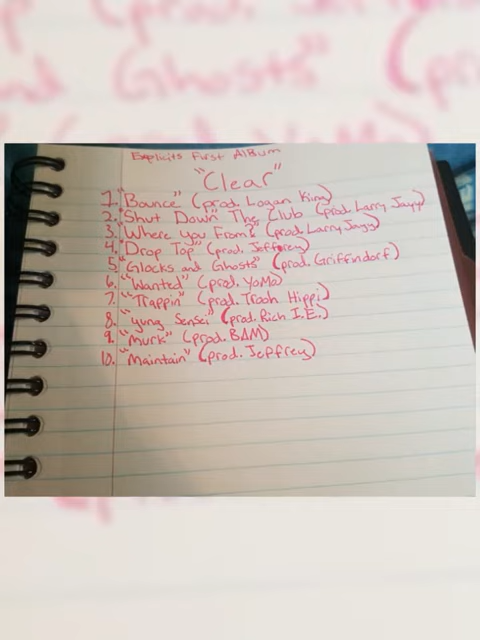 Explicits First Album
"Clear"
1. "Bounce" (prod. Logan King)
2. "Shut Down" The Club (prod. Larry Jayy)
3. "Where You From?" (prod. Larry Jayy)
4. "Drop Top" (prod. Jefferey)
5. "Glocks and Ghosts" (prod. Griffindorf)
6. "Wanted" (prod. YoMo)
7. "Trappin" (prod. Trooh Hippi)
8. "yung Sensei" (prod. Rich I.E.)
9. "Murk" (prod. BAM)
10. "Maintain" (prod. Jeffrey)